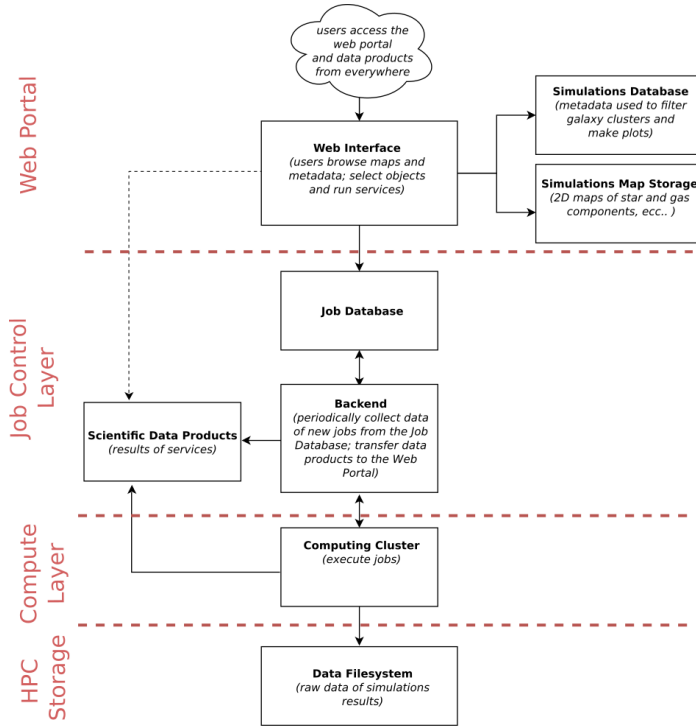 users access the
web portal
and data products
from everywhere
Web Portal
Web Interface
(users browse maps and
metadata; select objects
and run services)
Simulations Database
(metadata used to filter
galaxy clusters and
make plots)
Simulations Map Storage
(2D maps of star and gas
components, ecc.. )
Job Control
Layer
Job Database
Backend
(periodically collect data
of new jobs from the Job
Database; transfer data
products to the Web
Portal)
Scientific Data Products
(results of services)
Compute
Layer
Computing Cluster
(execute jobs)
HPC
Storage
Data Filesystem
(raw data of simulations
results)